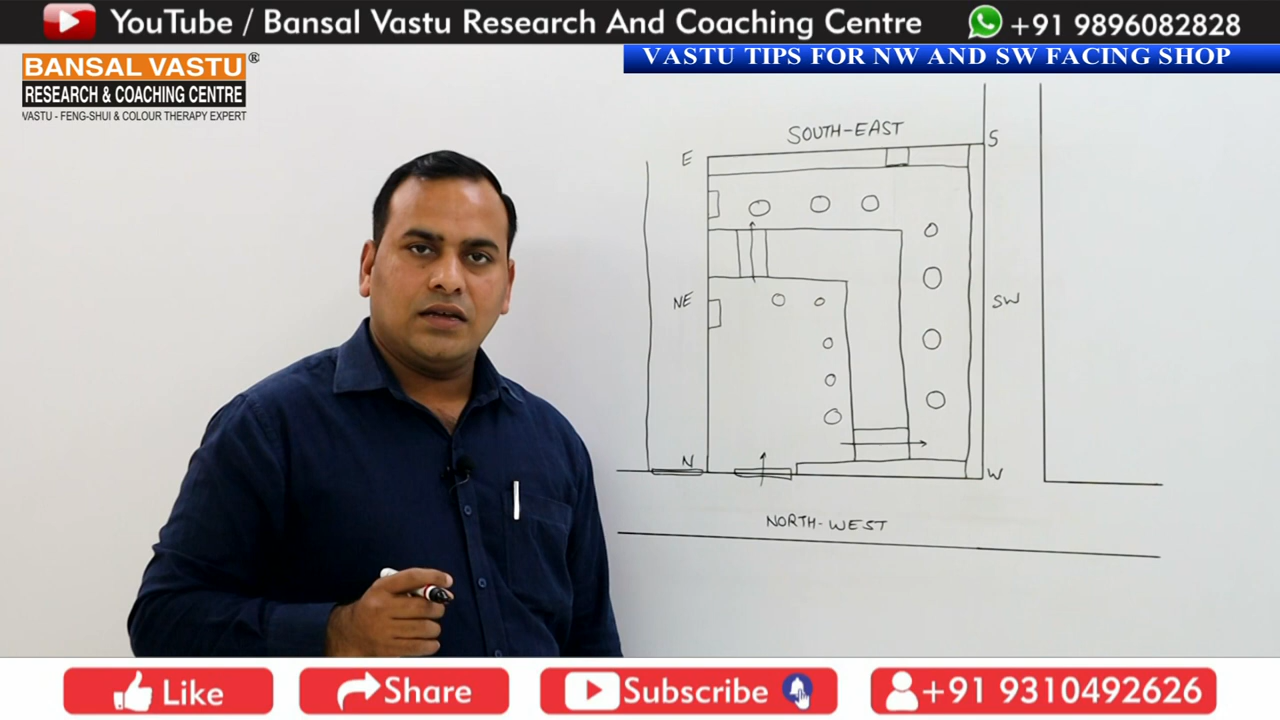 YouTube / Bansal Vastu Research And Coaching Centre
+91 9896082828
VASTU TIPS FOR NW AND SW FACING SHOP
BANSAL VASTU®
RESEARCH & COACHING CENTRE
VASTU - FENG-SHUI & COLOUR THERAPY EXPERT
SOUTH-EAST
E
S
NE
SW
N
W
NORTH-WEST
Like
Share
Subscribe
+91 9310492626